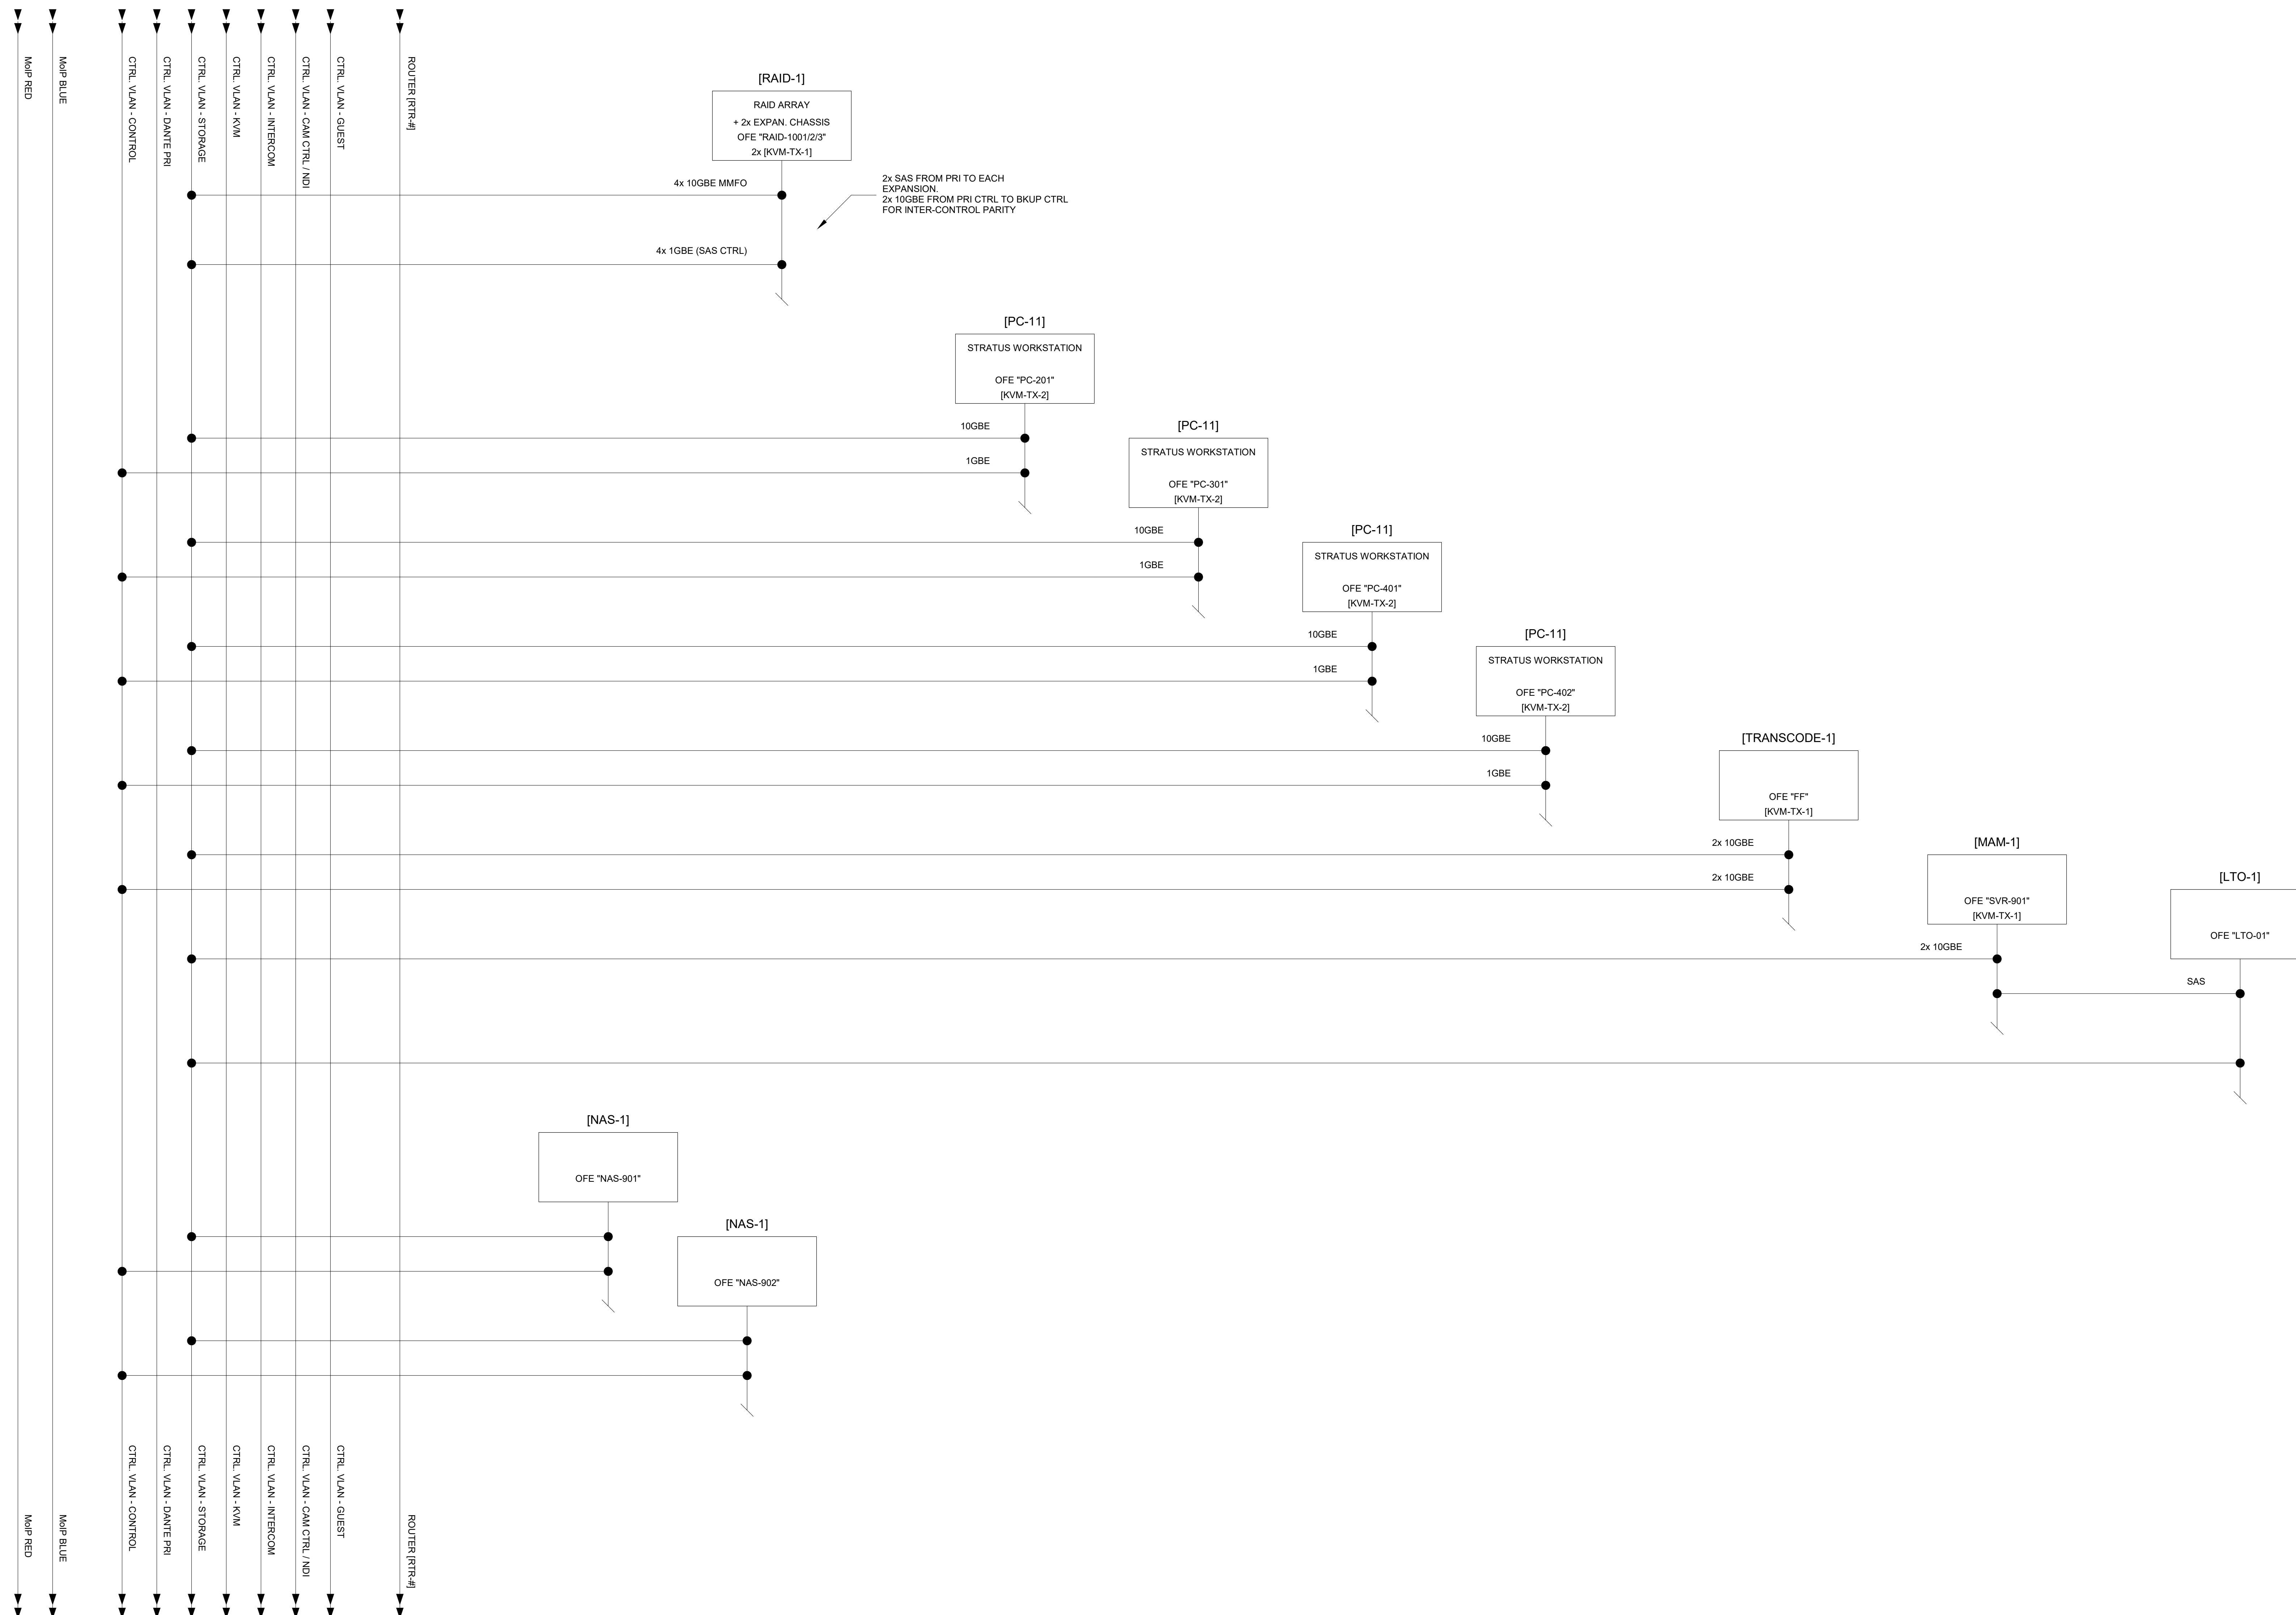 MoIP RED
MoIP BLUE
CTRL. VLAN - CONTROL
CTRL. VLAN - DANTE PRI
CTRL. VLAN - STORAGE
CTRL. VLAN - KVM
CTRL. VLAN - INTERCOM
CTRL. VLAN - CAM CTRL / NDI
CTRL. VLAN - GUEST
ROUTER [RTR-#]
[RAID-1]
RAID ARRAY
+ 2x EXPAN. CHASSIS
OFE "RAID-1001/2/3"
2x [KVM-TX-1]
4x 10GBE MMFO
2x SAS FROM PRI TO EACH
EXPANSION.
2x 10GBE FROM PRI CTRL TO BKUP CTRL
FOR INTER-CONTROL PARITY
4x 1GBE (SAS CTRL)
[PC-11]
STRATUS WORKSTATION
OFE "PC-201"
[KVM-TX-2]
10GBE
1GBE
[PC-11]
STRATUS WORKSTATION
OFE "PC-301"
[KVM-TX-2]
10GBE
1GBE
[PC-11]
STRATUS WORKSTATION
OFE "PC-401"
[KVM-TX-2]
10GBE
1GBE
[PC-11]
STRATUS WORKSTATION
OFE "PC-402"
[KVM-TX-2]
10GBE
1GBE
[TRANSCODE-1]
OFE "FF"
[KVM-TX-1]
2x 10GBE
2x 10GBE
[MAM-1]
OFE "SVR-901"
[KVM-TX-1]
2x 10GBE
[LTO-1]
OFE "LTO-01"
SAS
[NAS-1]
OFE "NAS-901"
[NAS-1]
OFE "NAS-902"
MoIP RED
MoIP BLUE
CTRL. VLAN - CONTROL
CTRL. VLAN - DANTE PRI
CTRL. VLAN - STORAGE
CTRL. VLAN - KVM
CTRL. VLAN - INTERCOM
CTRL. VLAN - CAM CTRL / NDI
CTRL. VLAN - GUEST
ROUTER [RTR-#]